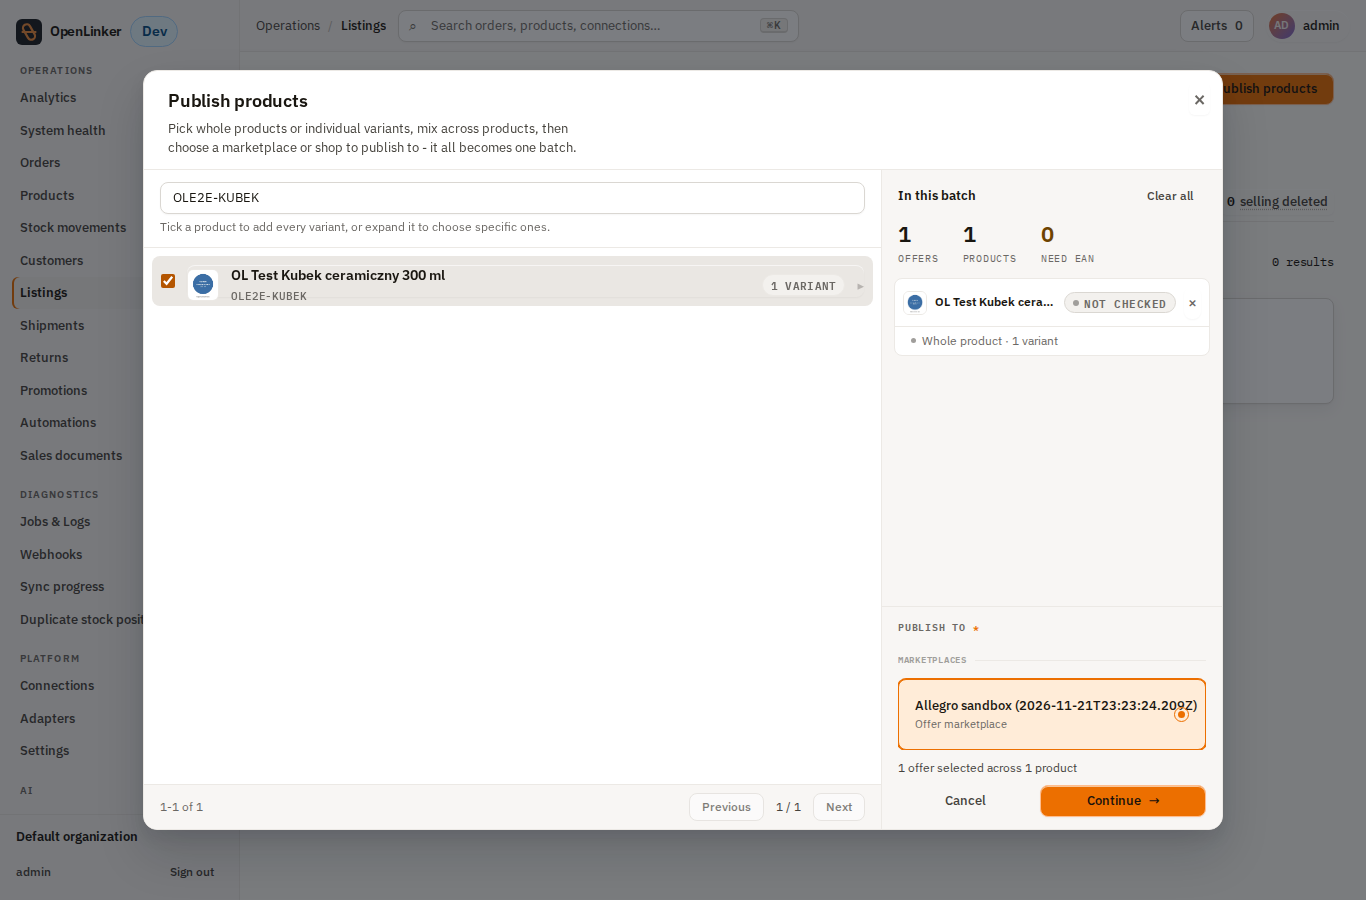 OpenLinker
Dev
OPERATIONS
Analytics
System health
Orders
Products
Stock movements
Customers
Listings
Shipments
Returns
Promotions
Automations
Sales documents
DIAGNOSTICS
Jobs & Logs
Webhooks
Sync progress
Duplicate stock posit
PLATFORM
Connections
Adapters
Settings
AI
Default organization
admin
Sign out
Operations / Listings
Search orders, products, connections...
⌘K
Alerts 0
AD
admin
ublish products
0 selling deleted
0 results
Publish products
×
Pick whole products or individual variants, mix across products, then
choose a marketplace or shop to publish to - it all becomes one batch.
OLE2E-KUBEK
Tick a product to add every variant, or expand it to choose specific ones.
OL Test Kubek ceramiczny 300 ml
OLE2E-KUBEK
1 VARIANT
1-1 of 1
Previous
1 / 1
Next
In this batch
Clear all
1 1 0
OFFERS PRODUCTS NEED EAN
OL Test Kubek cera...
NOT CHECKED
×
Whole product · 1 variant
PUBLISH TO *
MARKETPLACES
Allegro sandbox (2026-11-21T23:23:24.209Z)
Offer marketplace
1 offer selected across 1 product
Cancel
Continue →